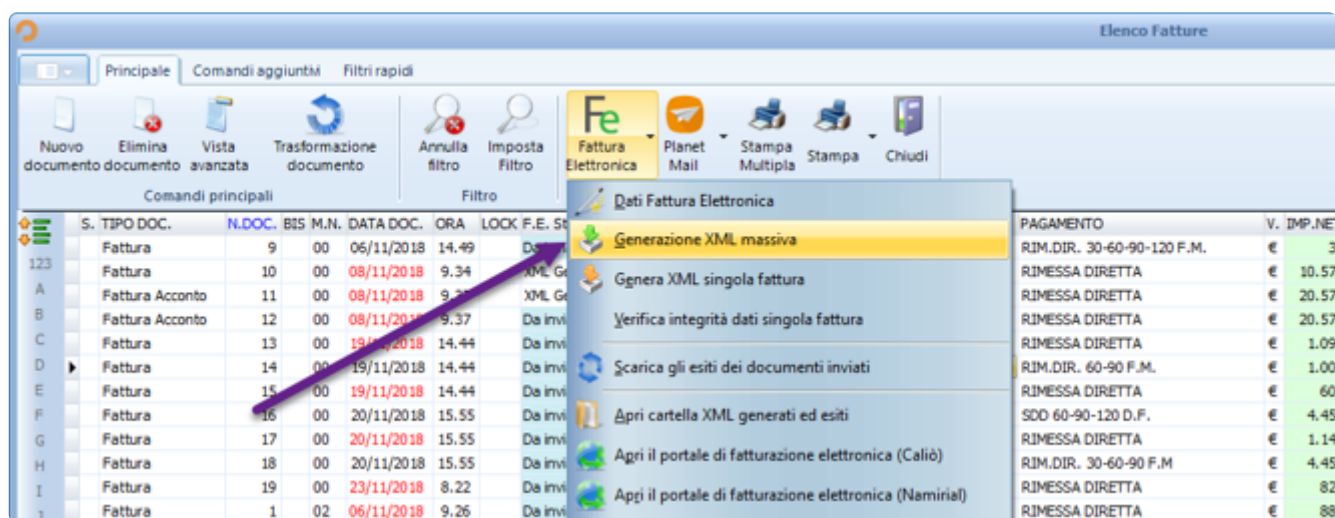 Elenco Fatture
Principale Comandi aggiuntivi Filtri rapidi
Nuovo documento
Elimina documento
Vista avanzata
Trasformazione documento
Annulla filtro
Imposta Filtro
Fe
Fattura Elettronica
Planet Mail
Stampa Multipla
Stampa
Chiudi
Comandi principali
Filtro
Dati Fattura Elettronica
Generazione XML massiva
Genera XML singola fattura
Verifica integrità dati singola fattura
Scarica gli esiti dei documenti inviati
Apri cartella XML generati ed esiti
Apri il portale di fatturazione elettronica (Caliò)
Apri il portale di fatturazione elettronica (Namirial)
S. TIPO DOC. N.DOC. BIS M.N. DATA DOC. ORA LOCK F.E. St PAGAMENTO V. IMP.NE
Fattura 9 00 06/11/2018 14.49 RIM.DIR. 30-60-90-120 F.M. € 3
123
Fattura 10 00 08/11/2018 9.34 XML Ge RIMESSA DIRETTA € 10.57
A
Fattura Acconto 11 00 08/11/2018 XML Ge RIMESSA DIRETTA € 20.57
B
Fattura Acconto 12 00 08/11/2018 9.37 Da invi RIMESSA DIRETTA € 20.57
C
Fattura 13 00 14.44 Da invi RIMESSA DIRETTA € 1.09
D
Fattura 14 00 19/11/2018 14.44 Da invi RIM.DIR. 60-90 F.M. € 1.00
E
Fattura 15 00 19/11/2018 14.44 Da invi RIMESSA DIRETTA € 60
F
Fattura 16 00 20/11/2018 15.55 Da invi SDD 60-90-120 D.F. € 4.45
G
Fattura 17 00 20/11/2018 15.55 Da invi RIMESSA DIRETTA € 1.14
H
Fattura 18 00 20/11/2018 15.55 Da invi RIM.DIR. 30-60-90 F.M € 4.45
I
Fattura 19 00 23/11/2018 8.22 Da invi RIMESSA DIRETTA € 82
Fattura 1 02 06/11/2018 9.26 Da invi RIMESSA DIRETTA € 88